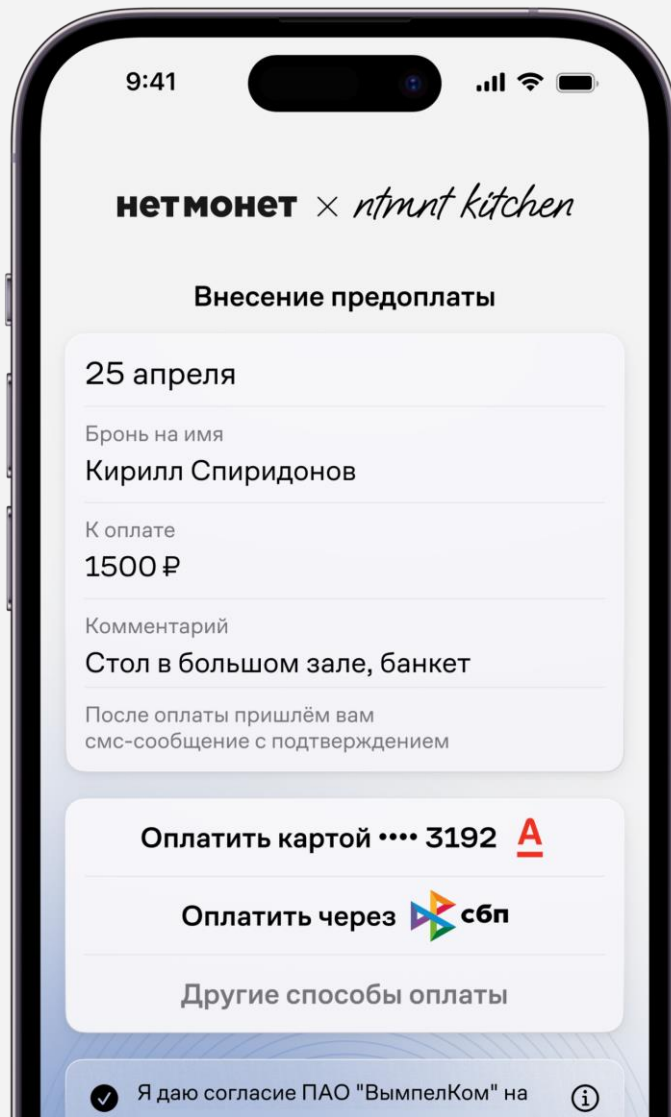 9:41
нетмонет × ntmnt kitchen
Внесение предоплаты
25 апреля
Бронь на имя
Кирилл Спиридонов
К оплате
1500 ₽
Комментарий
Стол в большом зале, банкет
После оплаты пришлём вам
смс-сообщение с подтверждением
Оплатить картой •••• 3192 А
Оплатить через сбп
Другие способы оплаты
Я даю согласие ПАО "ВымпелКом" на